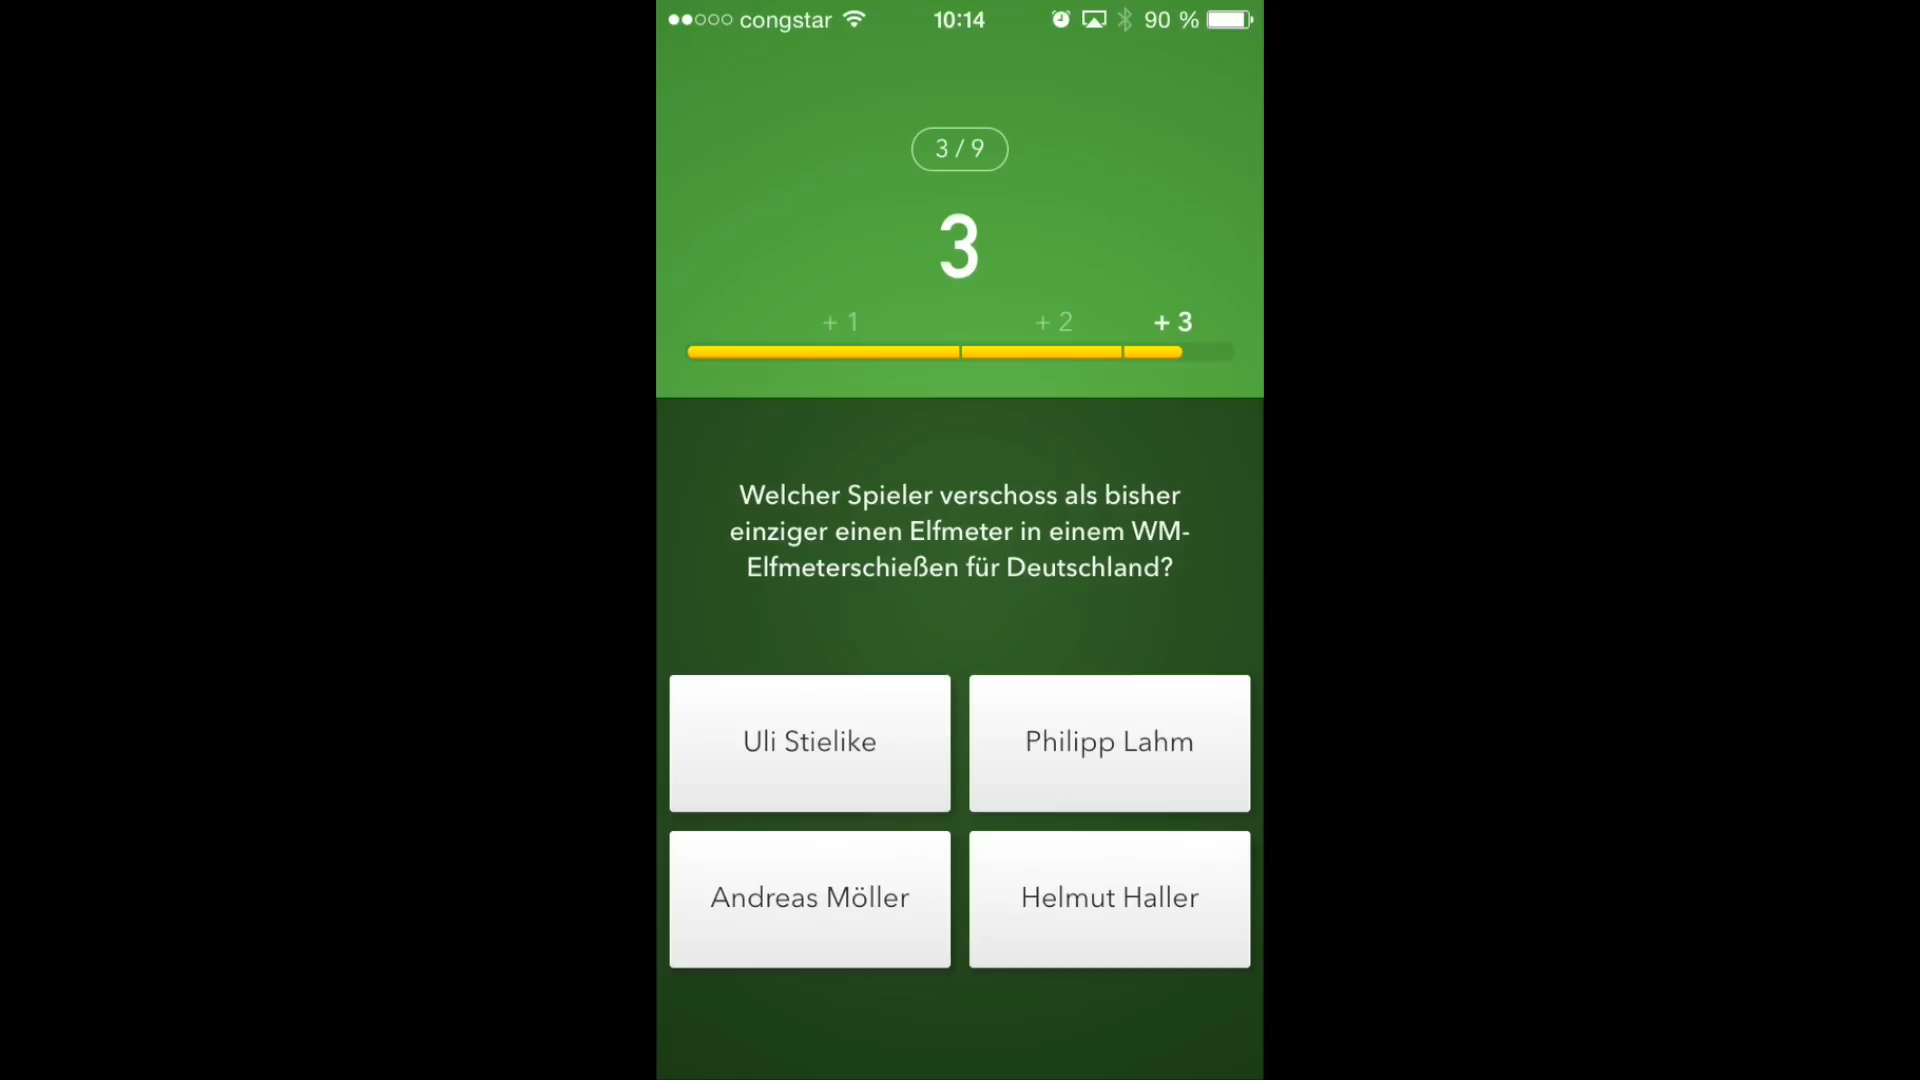 congstar 10:14 90 %
3 / 9
3
+ 1 + 2 + 3
Welcher Spieler verschoss als bisher
einziger einen Elfmeter in einem WM-
Elfmeterschießen für Deutschland?
Uli Stielike Philipp Lahm
Andreas Möller Helmut Haller